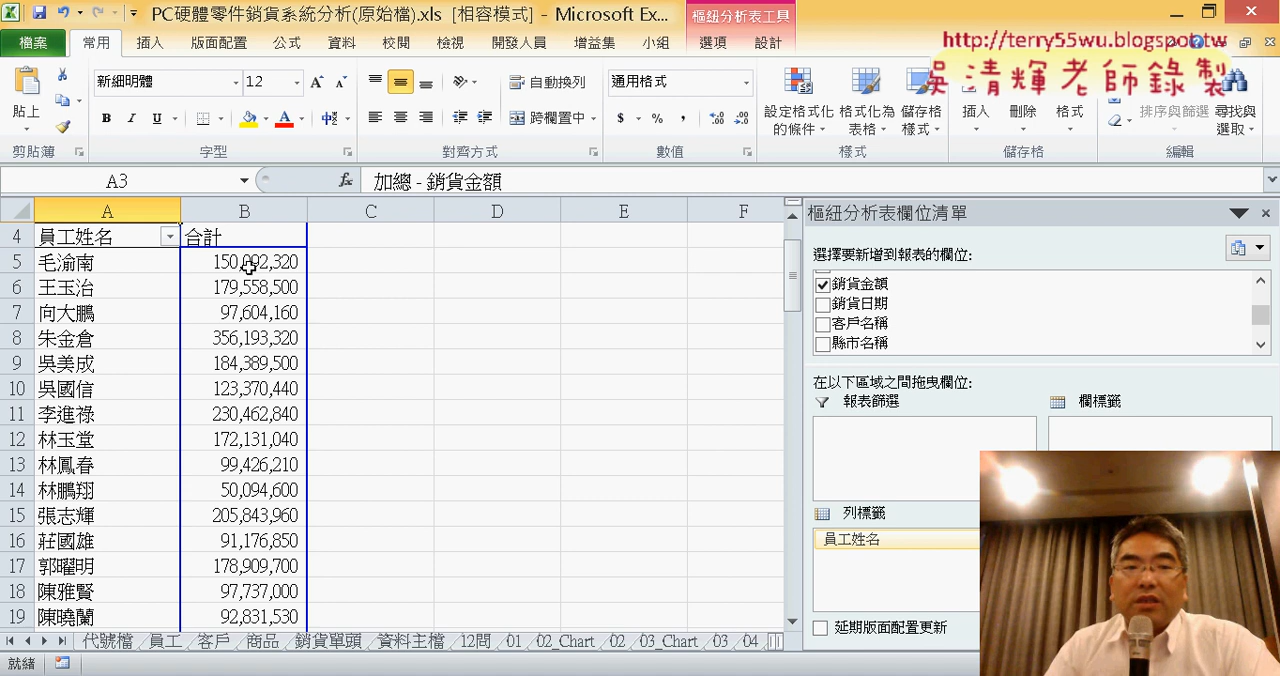 PC硬體零件銷貨系統分析(原始檔).xls [相容模式] - Microsoft Ex...
樞紐分析表工具
檔案 常用 插入 版面配置 公式 資料 校閱 檢視 開發人員 增益集 小組 選項 設計
http://terry55wu.blogspot.tw
吳清輝老師錄製
新細明體 12
自動換列
通用格式
貼上
B I U
跨欄置中
$ % ,
設定格式化的條件 格式化為表格 儲存格樣式 插入 刪除 格式 排序與篩選 尋找與選取
剪貼簿 字型 對齊方式 數值 樣式 儲存格 編輯
A3 fx 加總 - 銷貨金額
A B C D E F
4 員工姓名 合計
5 毛渝南 150,092,320
6 王玉治 179,558,500
7 向大鵬 97,604,160
8 朱金倉 356,193,320
9 吳美成 184,389,500
10 吳國信 123,370,440
11 李進祿 230,462,840
12 林玉堂 172,131,040
13 林鳳春 99,426,210
14 林鵬翔 50,094,600
15 張志輝 205,843,960
16 莊國雄 91,176,850
17 郭曜明 178,909,700
18 陳雅賢 97,737,000
19 陳曉蘭 92,831,530
樞紐分析表欄位清單
選擇要新增到報表的欄位:
銷貨金額
銷貨日期
客戶名稱
縣市名稱
在以下區域之間拖曳欄位:
報表篩選 欄標籤
列標籤
員工姓名
延期版面配置更新
代號檔 員工 客戶 商品 銷貨單頭 資料主檔 12問 01 02_Chart 02 03_Chart 03 04
就緒